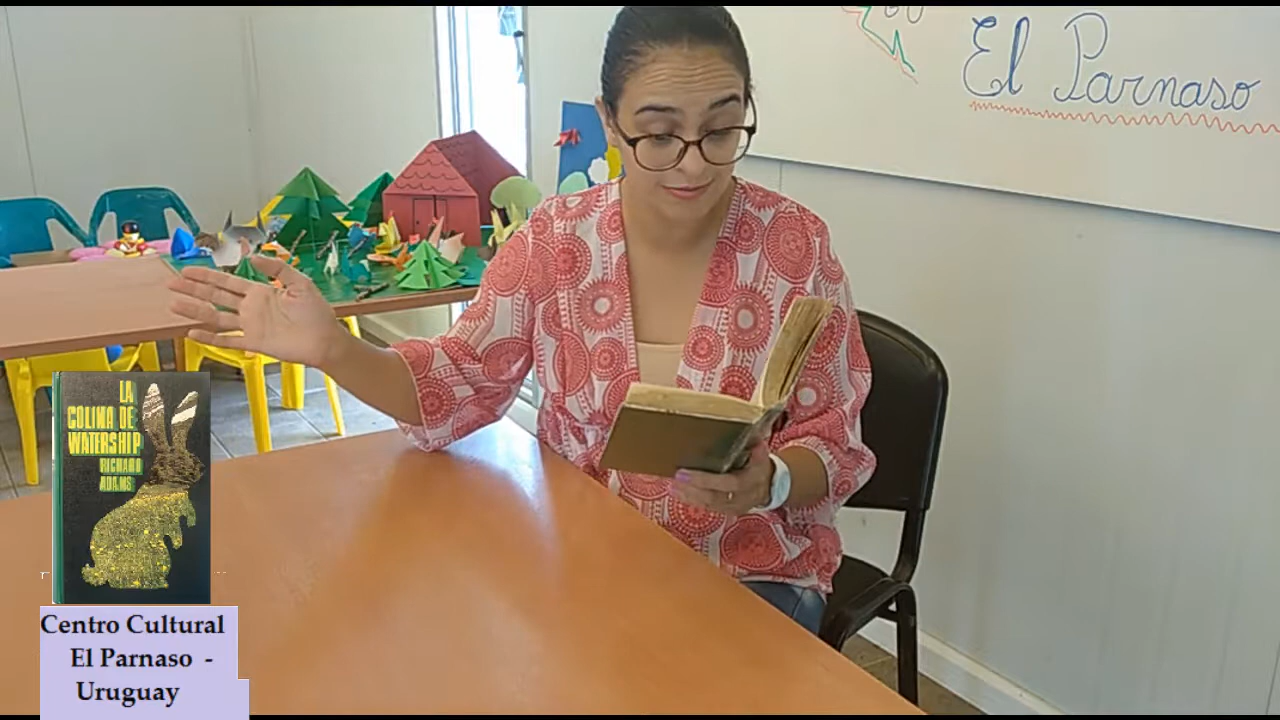 El Parnaso
LA
COLINA DE
WATERSHIP
RICHARD
ADAMS
Centro Cultural
El Parnaso -
Uruguay